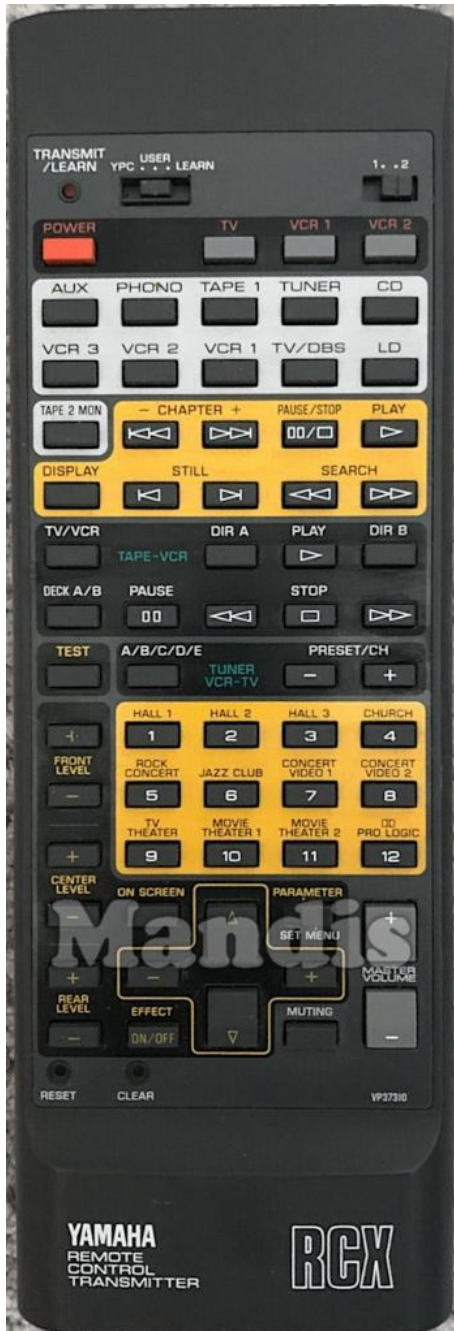 TRANSMIT
/LEARN
USER
YPC . . . LEARN
1 . . 2
POWER TV VCR 1 VCR 2
AUX PHONO TAPE 1 TUNER CD
VCR 3 VCR 2 VCR 1 TV/DBS LD
TAPE 2 MON - CHAPTER + PAUSE/STOP PLAY
DISPLAY STILL SEARCH
TV/VCR TAPE-VCR DIR A PLAY DIR B
DECK A/B PAUSE STOP
TEST A/B/C/D/E TUNER PRESET/CH
VCR-TV - +
HALL 1 HALL 2 HALL 3 CHURCH
1 2 3 4
FRONT
LEVEL
ROCK
CONCERT JAZZ CLUB CONCERT
VIDEO 1 CONCERT
VIDEO 2
- 5 6 7 8
TV
THEATER MOVIE
THEATER 1 MOVIE
THEATER 2 PRO LOGIC
+ 9 10 11 12
CENTER
LEVEL ON SCREEN PARAMETER
- SET MENU +
Mandis
+ - + MASTER
VOLUME
REAR
LEVEL EFFECT MUTING
- ON/OFF -
RESET CLEAR VP37310
YAMAHA
REMOTE
CONTROL
TRANSMITTER
RCX